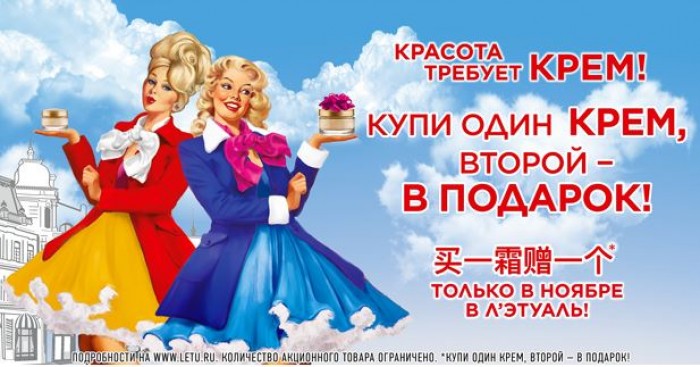 КРАСОТА
ТРЕБУЕТ КРЕМ!
КУПИ ОДИН КРЕМ,
ВТОРОЙ –
В ПОДАРОК!
买一霜赠一个*
ТОЛЬКО В НОЯБРЕ
В Л’ЭТУАЛЬ!
ПОДРОБНОСТИ НА WWW.LETU.RU. КОЛИЧЕСТВО АКЦИОННОГО ТОВАРА ОГРАНИЧЕНО. *КУПИ ОДИН КРЕМ, ВТОРОЙ – В ПОДАРОК!